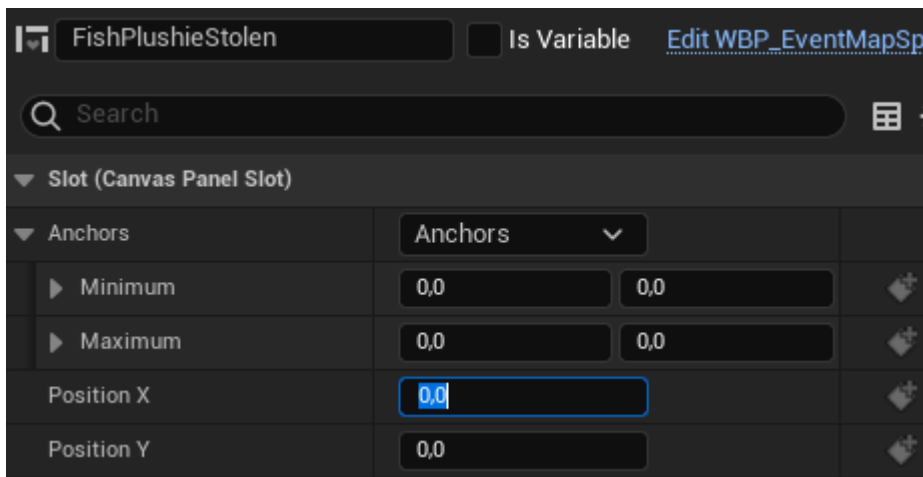 FishPlushieStolen Is Variable Edit WBP_EventMapSp
Search
Slot (Canvas Panel Slot)
Anchors Anchors
Minimum 0,0 0,0
Maximum 0,0 0,0
Position X 0,0
Position Y 0,0